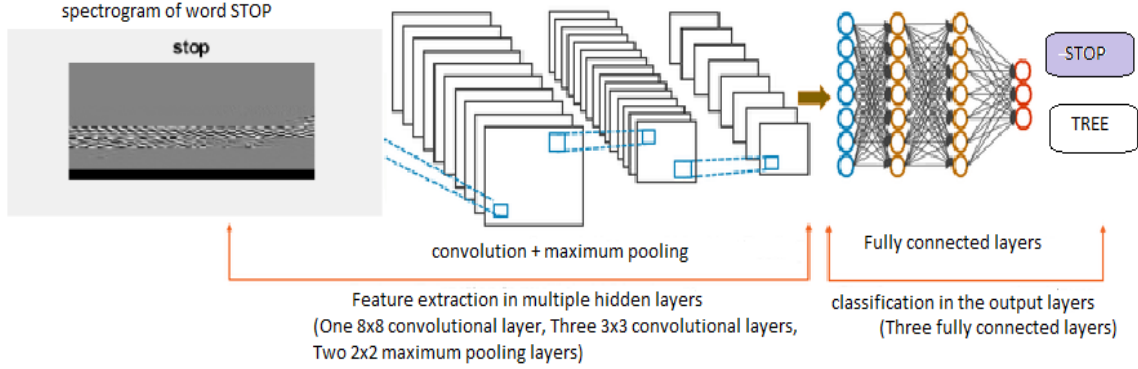 spectrogram of word STOP
stop
STOP
TREE
convolution + maximum pooling
Fully connected layers
Feature extraction in multiple hidden layers
(One 8x8 convolutional layer, Three 3x3 convolutional layers,
Two 2x2 maximum pooling layers)
classification in the output layers
(Three fully connected layers)